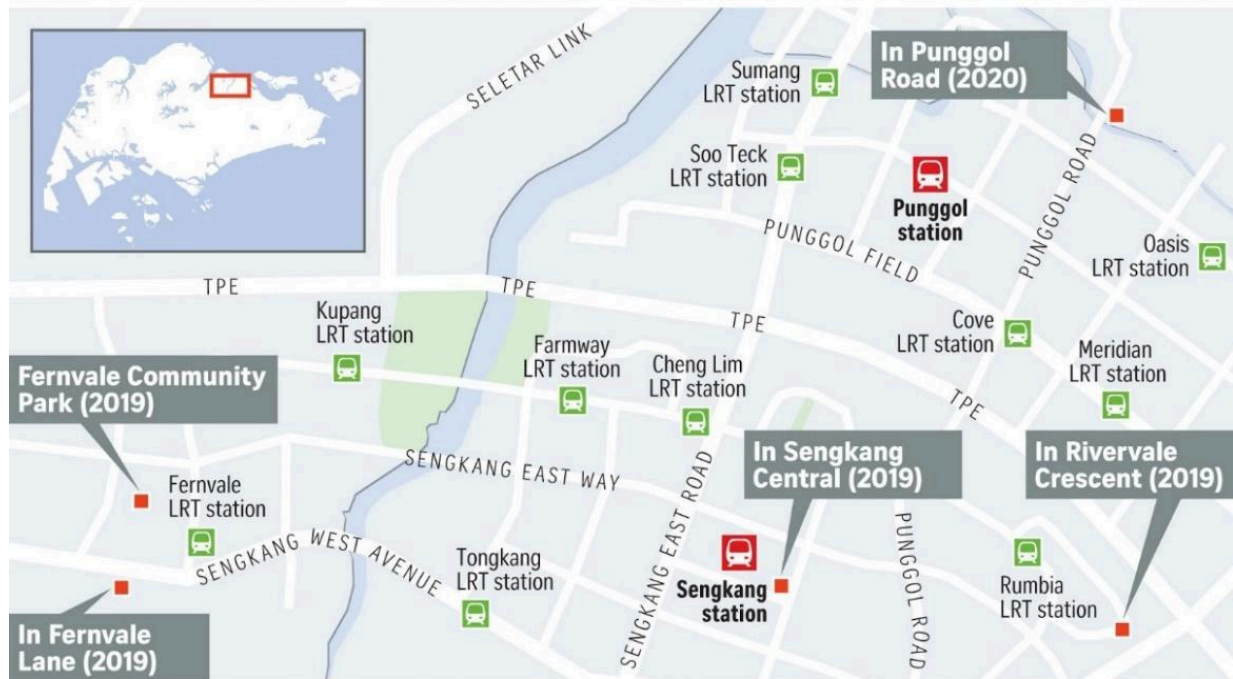 SELETAR LINK
Sumang
LRT station
In Punggol
Road (2020)
Soo Teck
LRT station
Punggol
station
PUNGGOL ROAD
PUNGGOL FIELD
Oasis
LRT station
TPE
TPE
TPE
TPE
Kupang
LRT station
Farmway
LRT station
Cheng Lim
LRT station
Cove
LRT station
Meridian
LRT station
Fernvale Community
Park (2019)
In Sengkang
Central (2019)
In Rivervale
Crescent (2019)
SENGKANG EAST WAY
Fernvale
LRT station
SENGKANG WEST AVENUE
Tongkang
LRT station
SENGKANG EAST ROAD
Sengkang
station
PUNGGOL ROAD
Rumbia
LRT station
In Fernvale
Lane (2019)